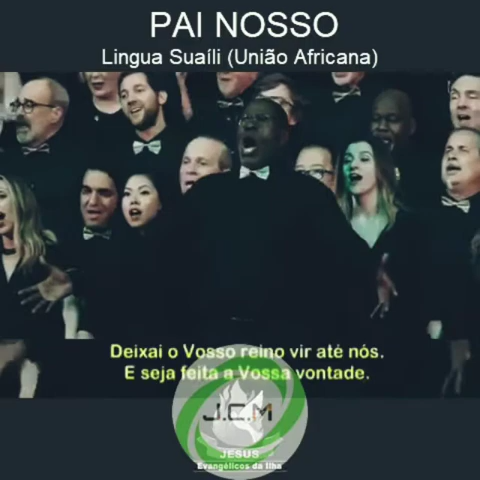 PAI NOSSO
Lingua Suaíli (União Africana)
Deixai o Vosso reino vir até nós.
E seja feita a Vossa vontade.
J.C.M
JESUS
Evangélicos da Ilha